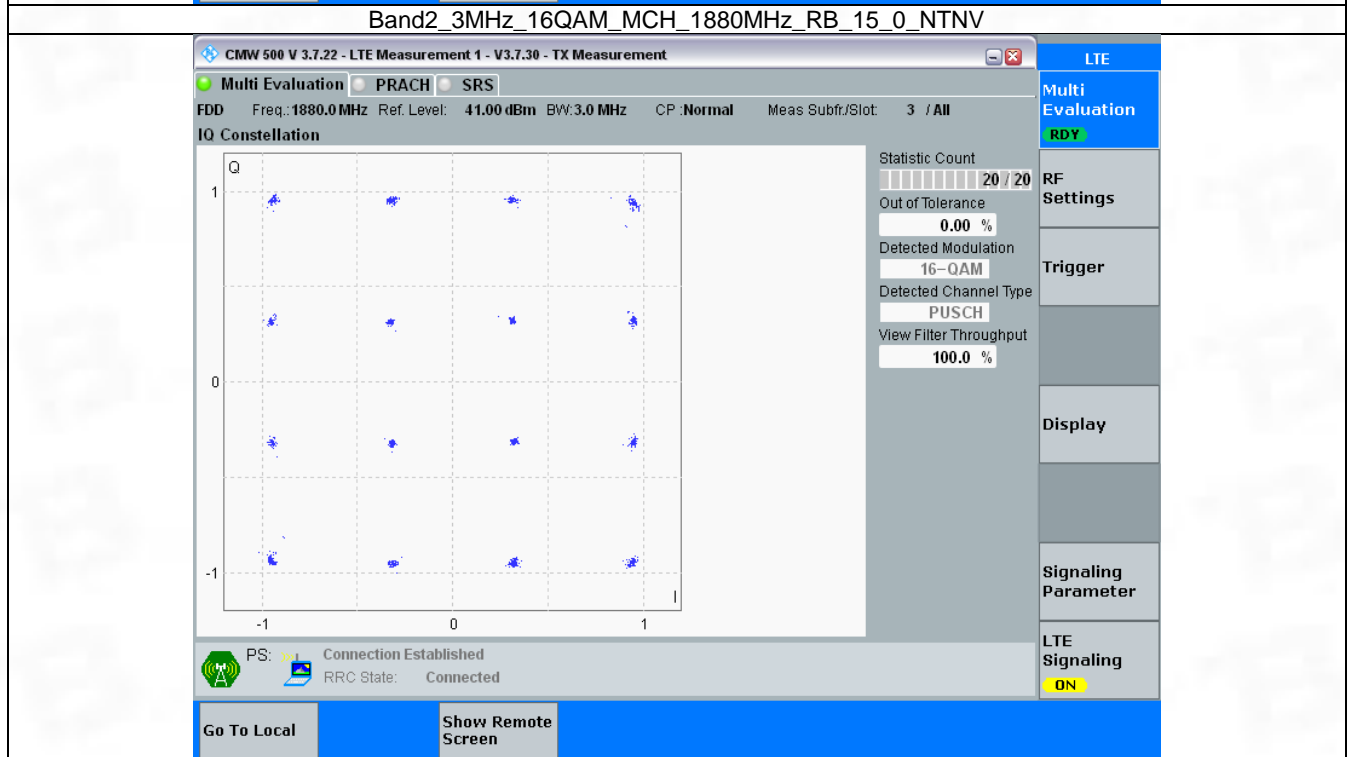 Band2_3MHz_16QAM_MCH_1880MHz_RB_15_0_NTNV
CMW 500 V 3.7.22 - LTE Measurement 1 - V3.7.30 - TX Measurement
LTE
Multi Evaluation PRACH SRS
Multi
Evaluation
RDY
FDD Freq.:1880.0 MHz Ref. Level: 41.00 dBm BW:3.0 MHz CP :Normal Meas Subfr./Slot: 3 / All
IQ Constellation
Q
1
0
-1
I
-1 0 1
Statistic Count
20 / 20
Out of Tolerance
0.00 %
Detected Modulation
16-QAM
Detected Channel Type
PUSCH
View Filter Throughput
100.0 %
RF
Settings
Trigger
Display
Signaling
Parameter
LTE
Signaling
ON
PS: Connection Established
RRC State: Connected
Go To Local
Show Remote
Screen